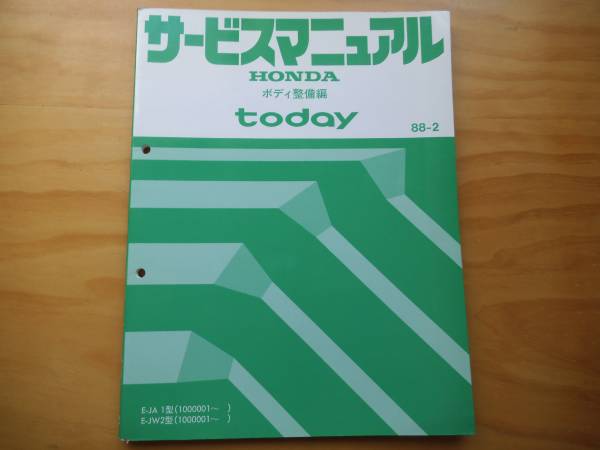 サービスマニュアル
HONDA
ボディ整備編
today
88-2
E-JA 1型(1000001〜 )
E-JW2型(1000001〜 )